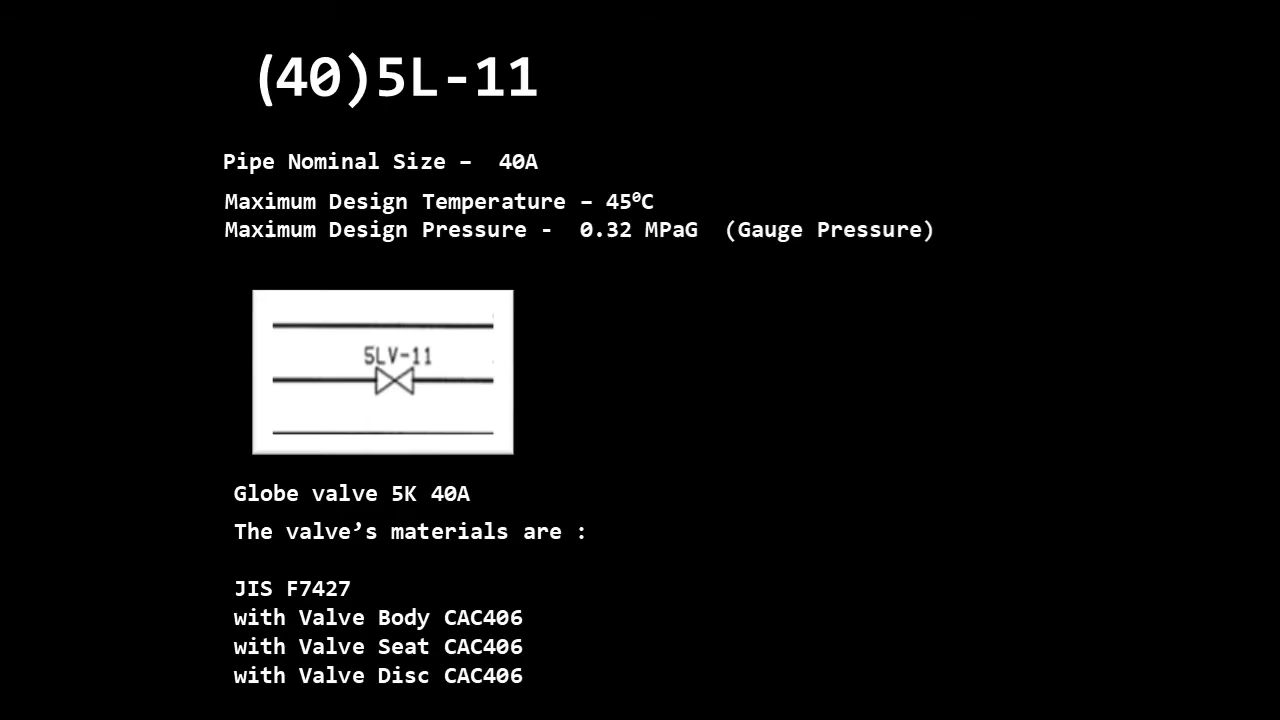 (40)5L-11
Pipe Nominal Size –  40A
Maximum Design Temperature – 45⁰C
Maximum Design Pressure -  0.32 MPaG  (Gauge Pressure)
5LV-11
Globe valve 5K 40A
The valve’s materials are :
JIS F7427
with Valve Body CAC406
with Valve Seat CAC406
with Valve Disc CAC406